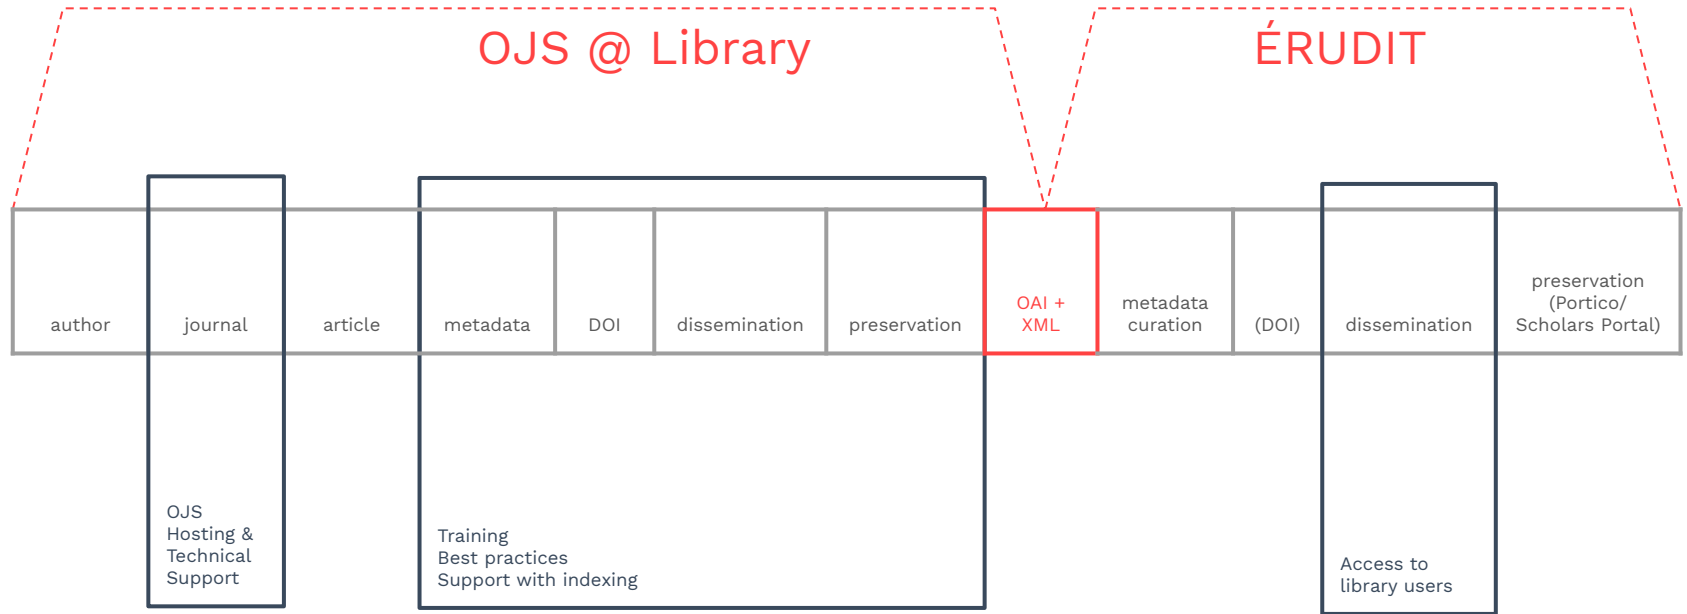 OJS @ Library
ÉRUDIT
author
journal
article
metadata
DOI
dissemination
preservation
OAI +
XML
metadata
curation
(DOI)
dissemination
preservation
(Portico/
Scholars Portal)
OJS
Hosting &
Technical
Support
Training
Best practices
Support with indexing
Access to
library users